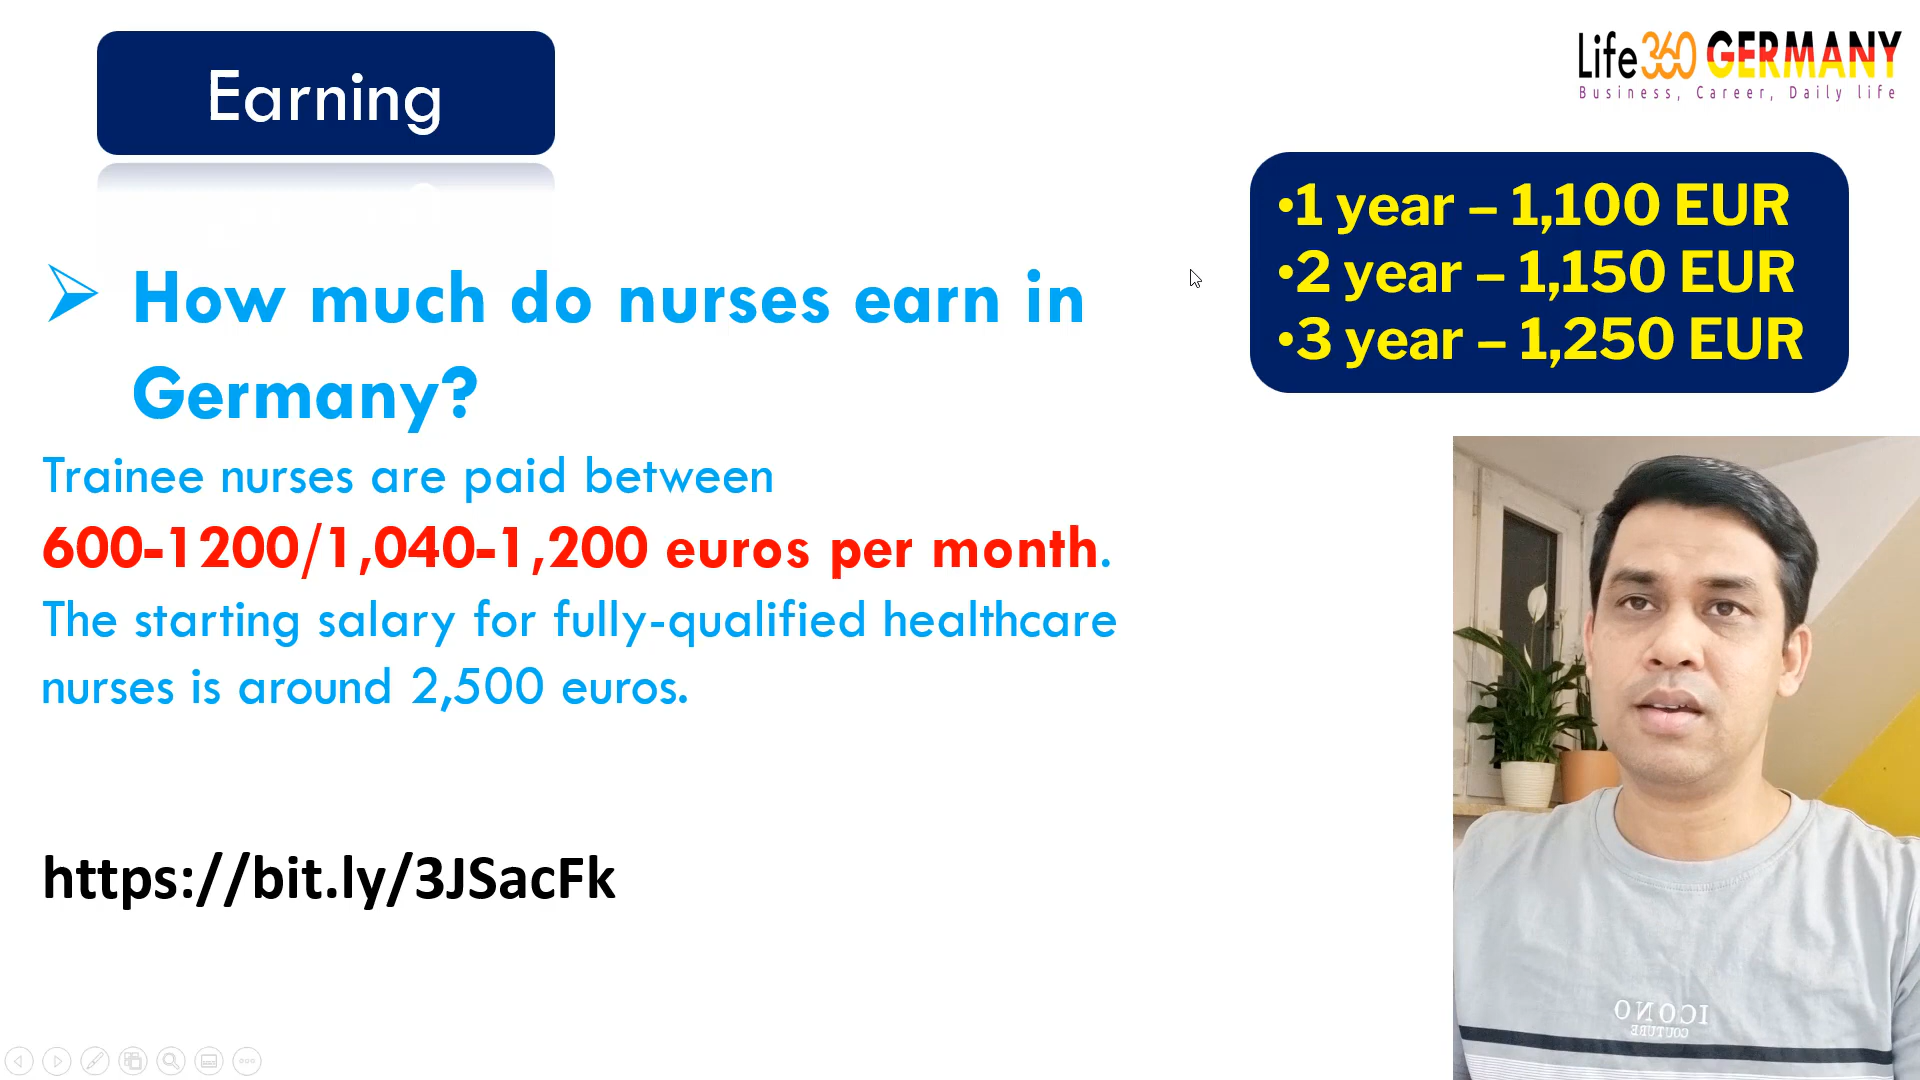 Earning
Life360 GERMANY
Business, Career, Daily life
•1 year – 1,100 EUR
•2 year – 1,150 EUR
•3 year – 1,250 EUR
How much do nurses earn in
Germany?
Trainee nurses are paid between
600-1200/1,040-1,200 euros per month.
The starting salary for fully-qualified healthcare
nurses is around 2,500 euros.
https://bit.ly/3JSacFk
ICONO
COUTURE